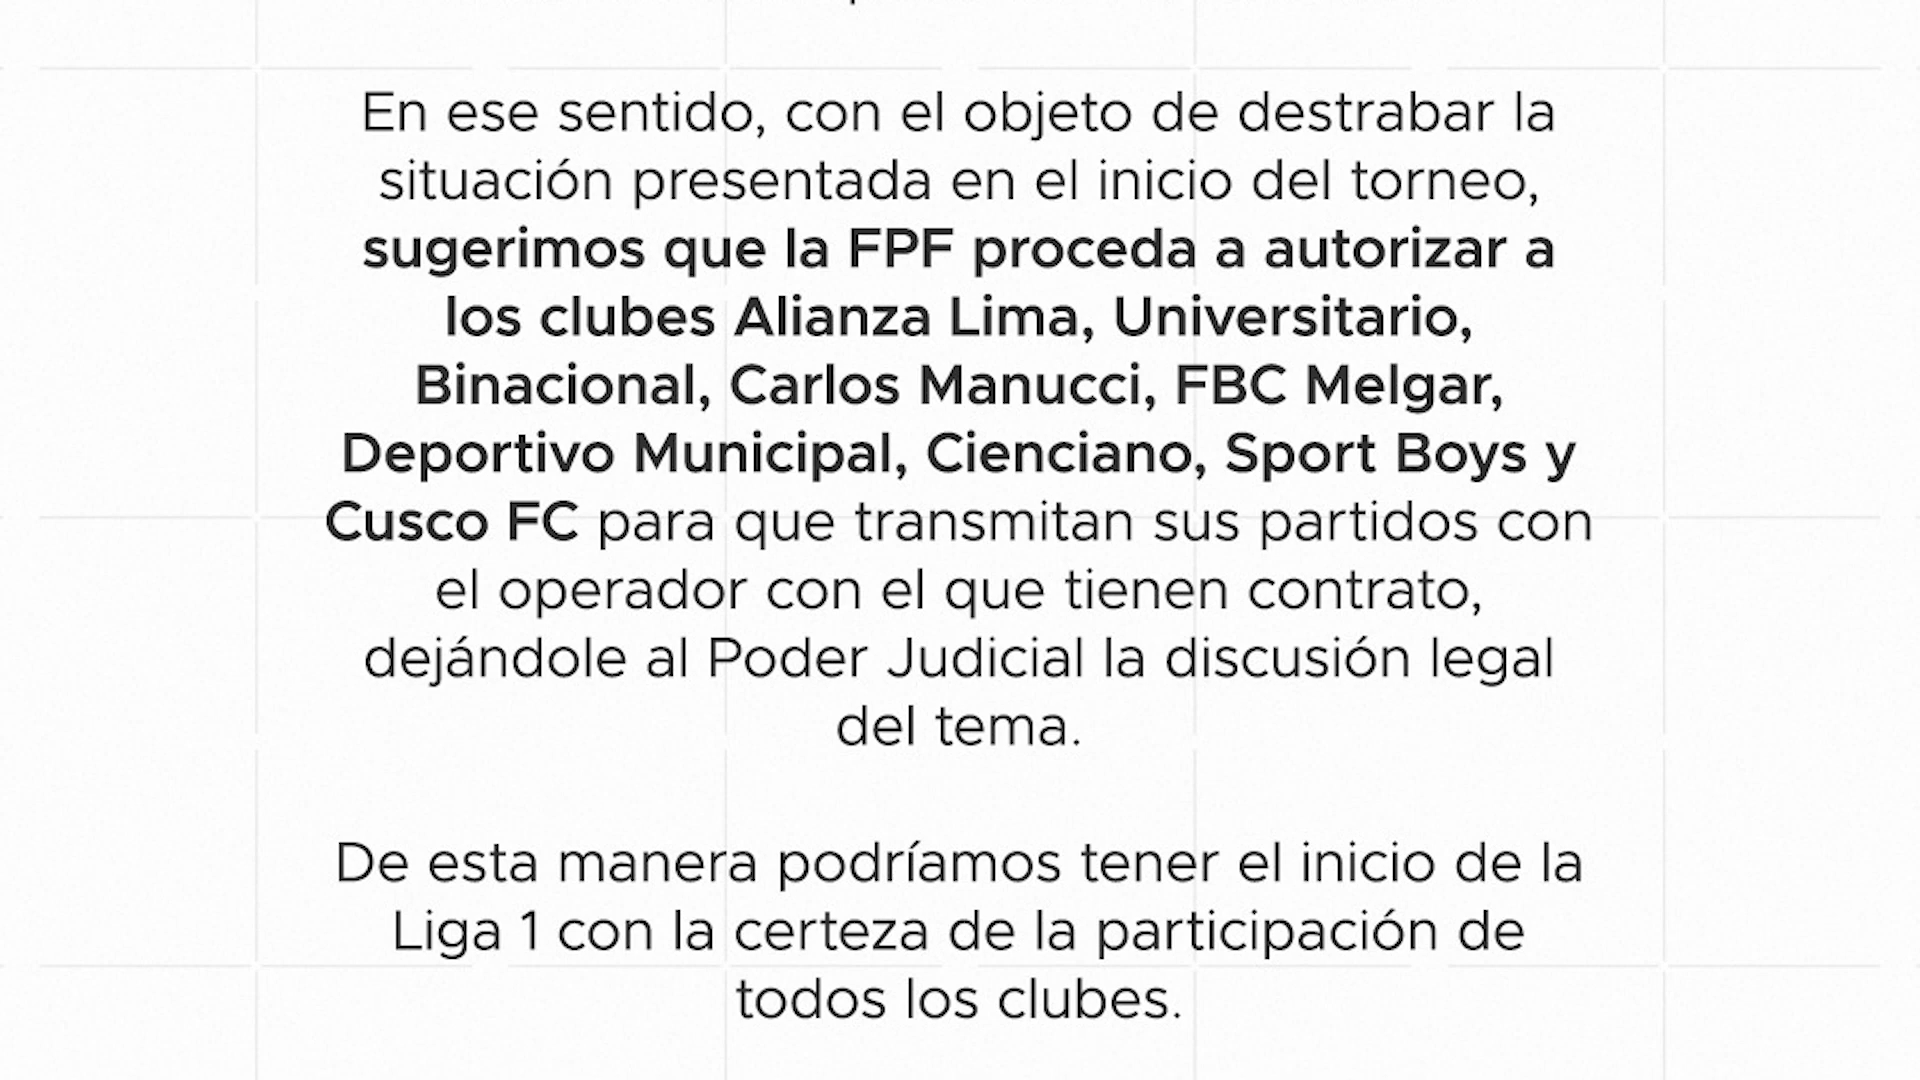 En ese sentido, con el objeto de destrabar la
situación presentada en el inicio del torneo,
sugerimos que la FPF proceda a autorizar a
los clubes Alianza Lima, Universitario,
Binacional, Carlos Manucci, FBC Melgar,
Deportivo Municipal, Cienciano, Sport Boys y
Cusco FC para que transmitan sus partidos con
el operador con el que tienen contrato,
dejándole al Poder Judicial la discusión legal
del tema.
De esta manera podríamos tener el inicio de la
Liga 1 con la certeza de la participación de
todos los clubes.